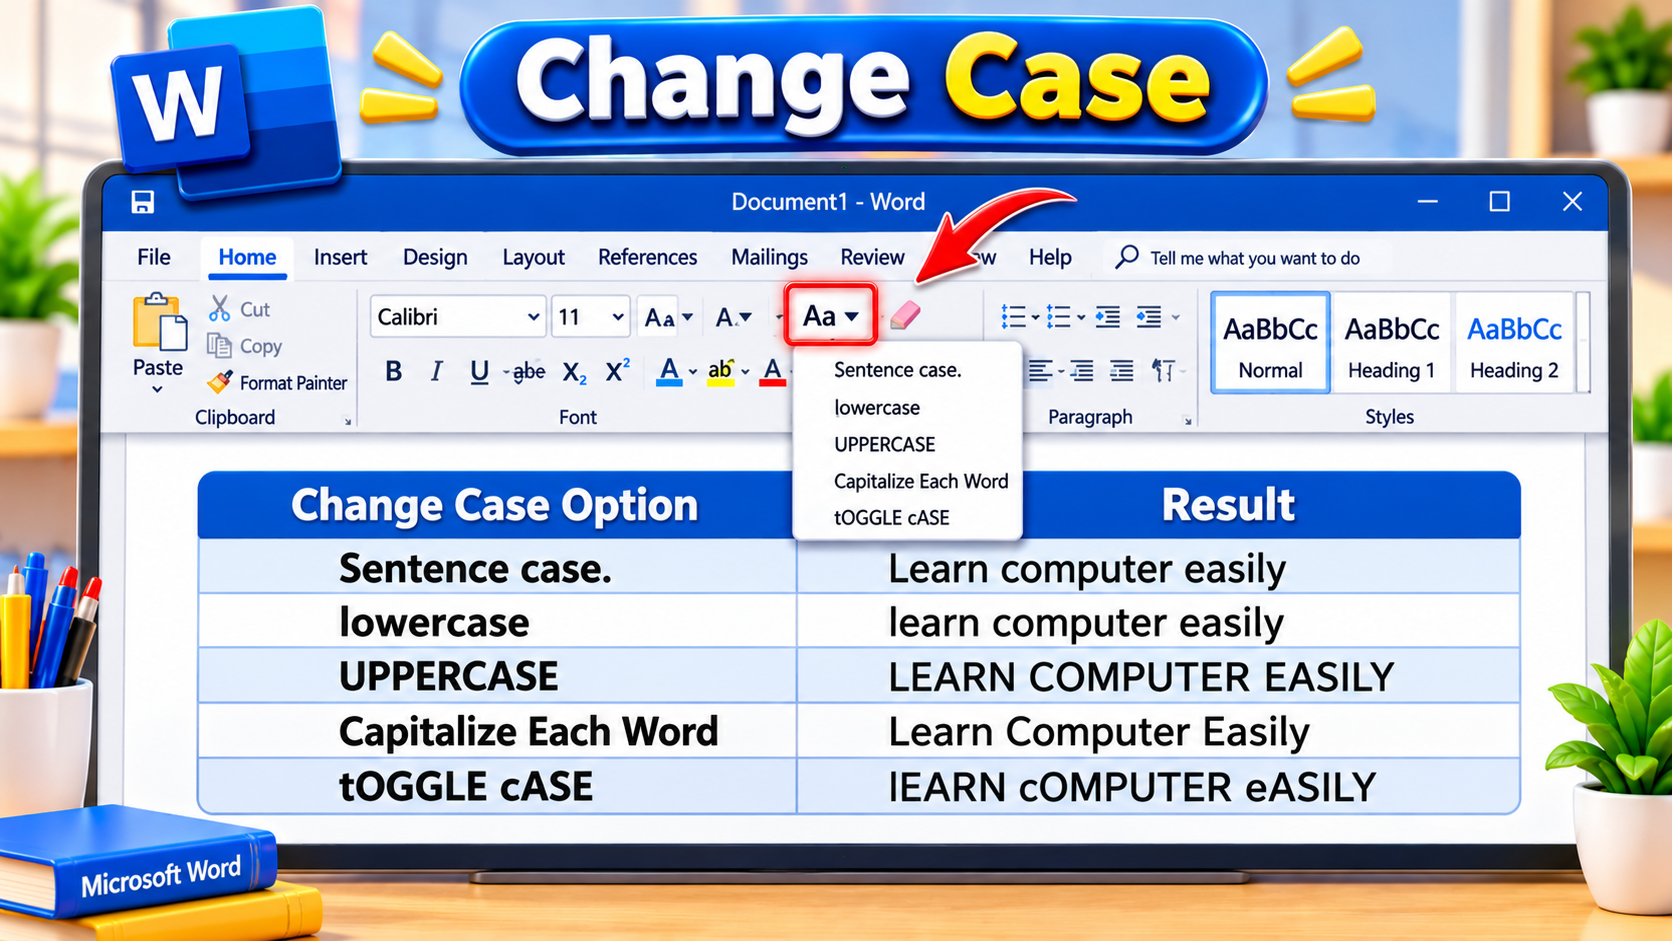 W
Change Case
Document1 - Word
File Home Insert Design Layout References Mailings Review Help Tell me what you want to do
Paste
Cut
Copy
Format Painter
Clipboard
Calibri 11 Aa A Aa
B I U abe X2 X2 A ab A
Font
Sentence case.
lowercase
UPPERCASE
Capitalize Each Word
tOGGLE cASE
Paragraph
AaBbCc AaBbCc AaBbCc
Normal Heading 1 Heading 2
Styles
Change Case Option Result
Sentence case. Learn computer easily
lowercase learn computer easily
UPPERCASE LEARN COMPUTER EASILY
Capitalize Each Word Learn Computer Easily
tOGGLE cASE lEARN cOMPUTER eASILY
Microsoft Word